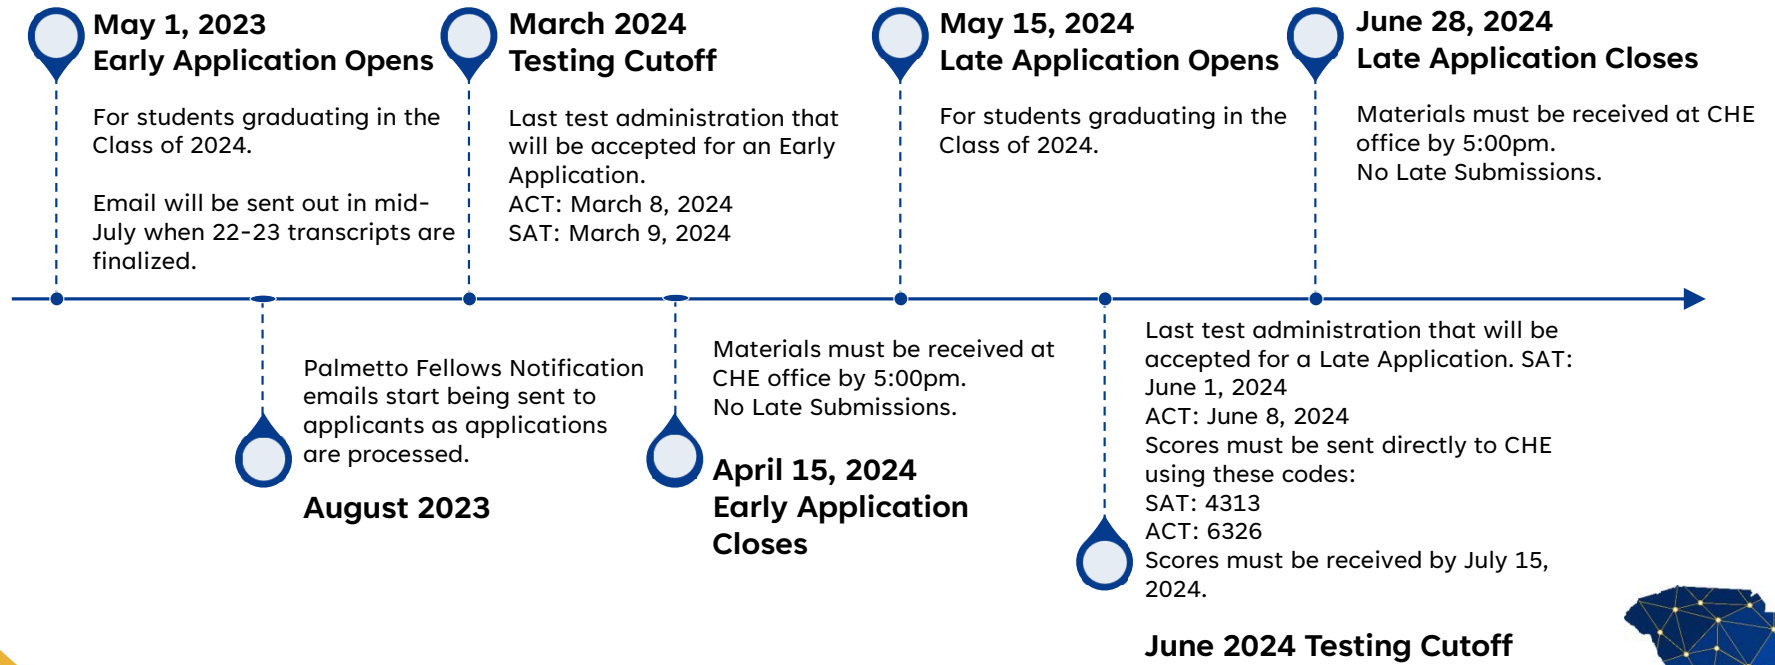 May 1, 2023
Early Application Opens
For students graduating in the
Class of 2024.
Email will be sent out in mid-
July when 22-23 transcripts are
finalized.
Palmetto Fellows Notification
emails start being sent to
applicants as applications
are processed.
August 2023
March 2024
Testing Cutoff
Last test administration that
will be accepted for an Early
Application.
ACT: March 8, 2024
SAT: March 9, 2024
Materials must be received at
CHE office by 5:00pm.
No Late Submissions.
April 15, 2024
Early Application
Closes
May 15, 2024
Late Application Opens
For students graduating in the
Class of 2024.
Last test administration that will be
accepted for a Late Application. SAT:
June 1, 2024
ACT: June 8, 2024
Scores must be sent directly to CHE
using these codes:
SAT: 4313
ACT: 6326
Scores must be received by July 15,
2024.
June 2024 Testing Cutoff
June 28, 2024
Late Application Closes
Materials must be received at CHE
office by 5:00pm.
No Late Submissions.